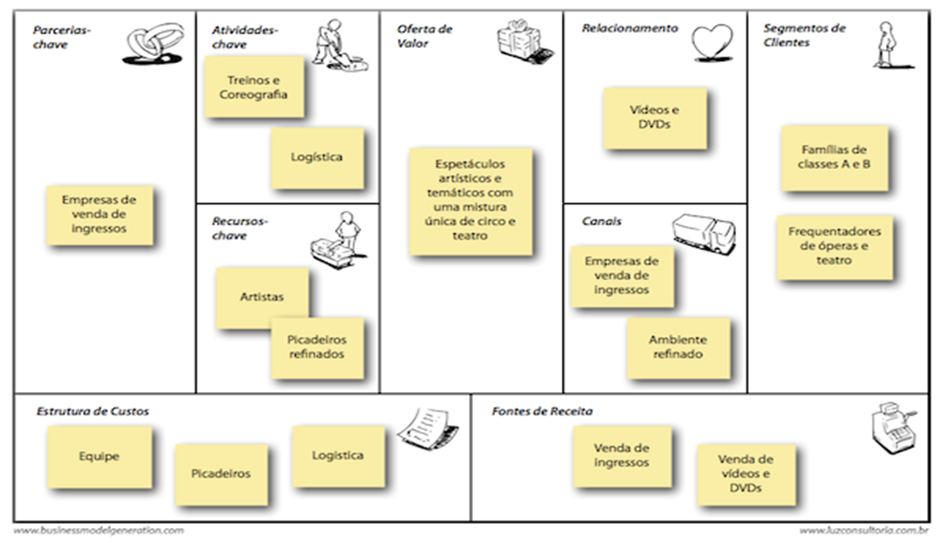 Parcerias-
chave
Empresas de
venda de
ingressos
Atividades-
chave
Treinos e
Coreografia
Logística
Recursos-
chave
Artistas
Picadeiros
refinados
Oferta de
Valor
Espetáculos
artísticos e
temáticos com
uma mistura
única de circo e
teatro
Relacionamento
Vídeos e
DVDs
Canais
Empresas de
venda de
ingressos
Ambiente
refinado
Segmentos de
Clientes
Famílias de
classes A e B
Frequentadores
de óperas e
teatro
Estrutura de Custos
Equipe
Picadeiros
Logística
Fontes de Receita
Venda de
ingressos
Venda de
vídeos e
DVDs
www.businessmodelgeneration.com
www.luzconsultoria.com.br